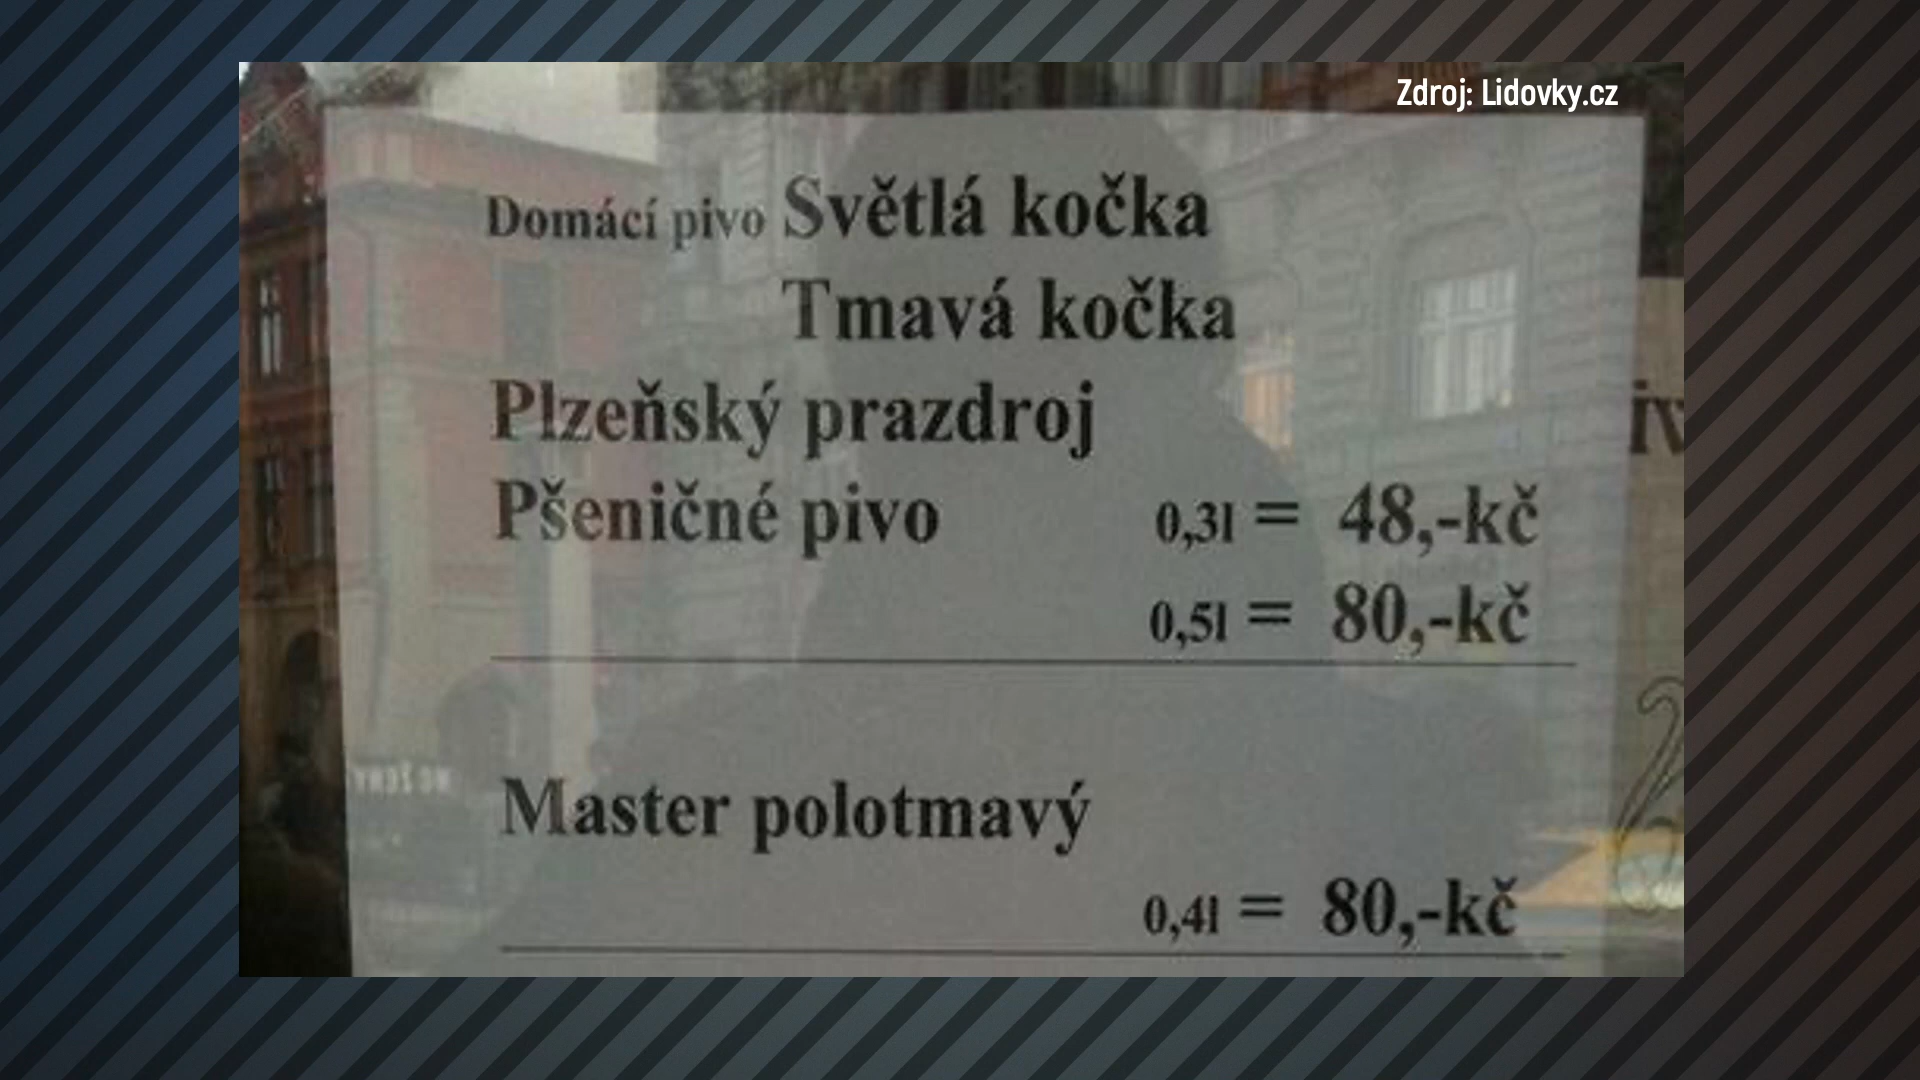 Zdroj: Lidovky.cz
Domácí pivo Světlá kočka
Tmavá kočka
Plzeňský prazdroj
Pšeničné pivo 0,3l = 48,-kč
0,5l = 80,-kč
Master polotmavý
0,4l = 80,-kč